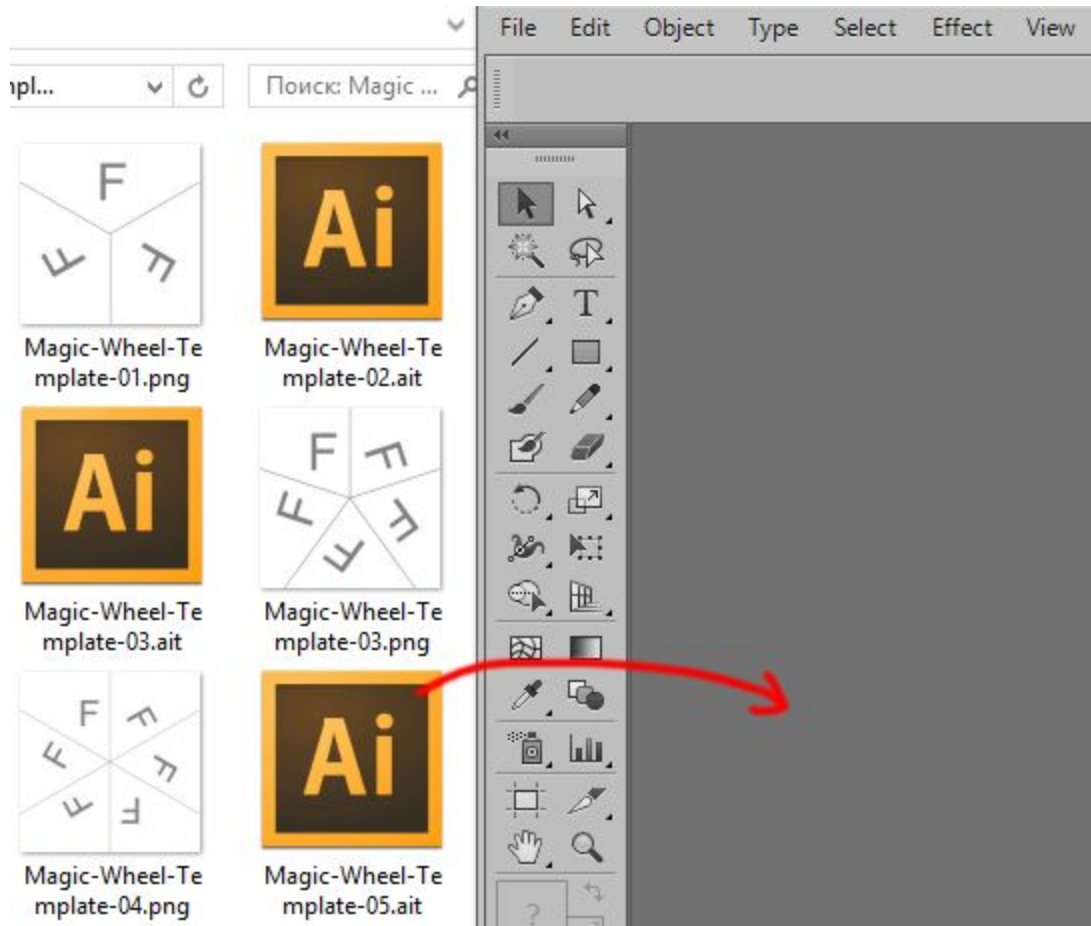 File Edit Object Type Select Effect View
npl...
Поиск: Magic ...
F F F
Ai
Magic-Wheel-Te
mplate-01.png
Magic-Wheel-Te
mplate-02.ait
Ai
F F F F F
Magic-Wheel-Te
mplate-03.ait
Magic-Wheel-Te
mplate-03.png
F F F F F F
Ai
Magic-Wheel-Te
mplate-04.png
Magic-Wheel-Te
mplate-05.ait
T
?